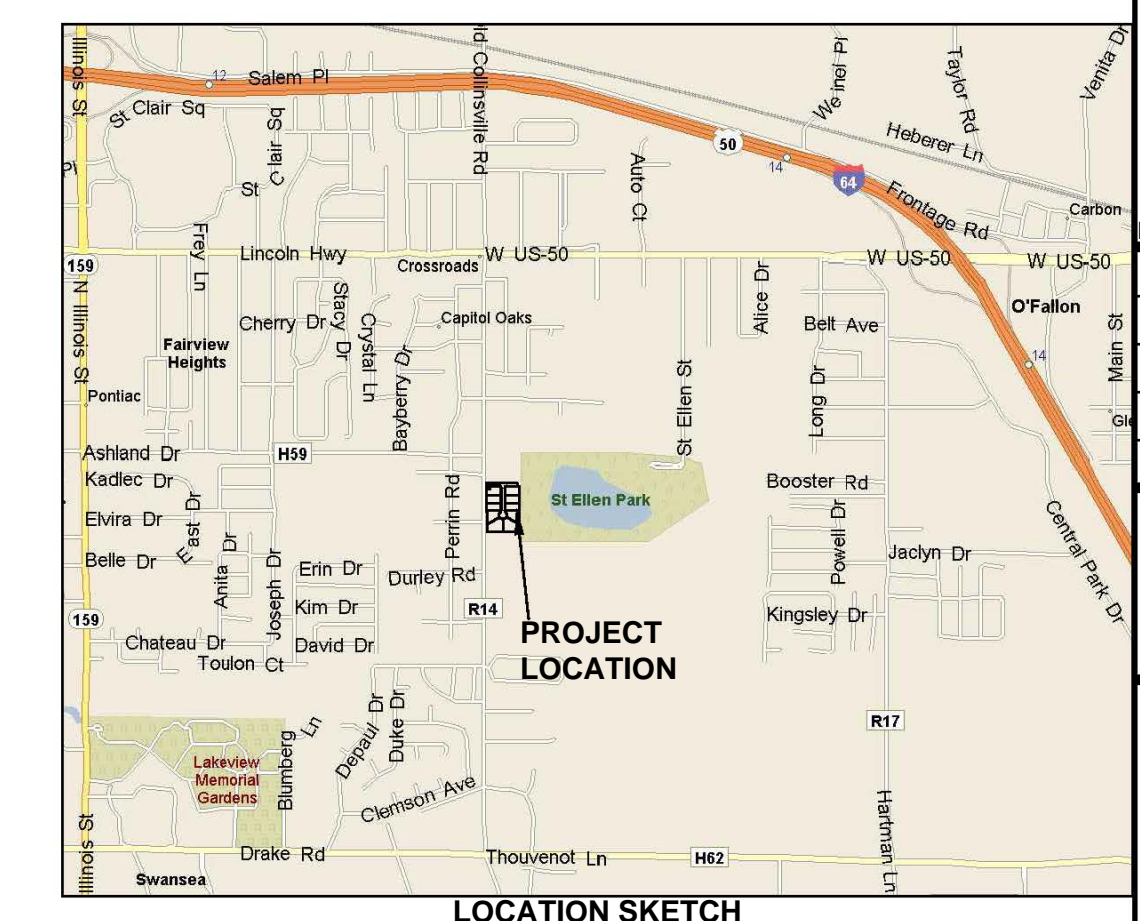 Illinois St
12
Salem Pl
ld Collinsville Rd
We inel Pl
Taylor Rd
Venita Dr
St Clair Sq
Clair Sq
St
50
14
Heberer Ln
64
Frontage Rd
Auto Ct
Carbon
Pl
Frey Ln
Lincoln Hwy
Crossroads
W US-50
W US-50
W US-50
159
N Illinois St
O'Fallon
Alice Dr
Belt Ave
Cherry Dr
Stacy Dr
Crystal Ln
Capitol Oaks
Fairview
Heights
Bayberry Dr
Main St
14
Pontiac
Long Dr
St Ellen St
Gle
Ashland Dr
H59
Kadlec Dr
Perrin Rd
St Ellen Park
Booster Rd
Elvira Dr
East Dr
Powell Dr
Central Park Dr
Belle Dr
Anita Dr
Joseph Dr
Erin Dr
Durley Rd
Jaclyn Dr
Kim Dr
R14
Kingsley Dr
159
PROJECT
LOCATION
Chateau Dr
David Dr
Toulon Ct
Depaul Dr
Duke Dr
R17
Blumberg Ln
Lakeview
Memorial
Gardens
Clemson Ave
Hartman Ln
Illinois St
Drake Rd
Thouvenot Ln
H62
Swansea
LOCATION SKETCH